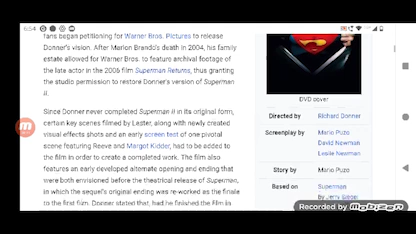 6:54
fans began petitioning for Warner Bros. Pictures to release
Donner's vision. After Marlon Brando's death in 2004, his family
estate allowed for Warner Bros. to feature archival footage of
the late actor in the 2006 film Superman Returns, thus granting
the studio permission to restore Donner's version of Superman
II.
Since Donner never completed Superman II in its original form,
certain key scenes filmed by Lester, along with newly created
visual effects shots and an early screen test of one pivotal
scene featuring Reeve and Margot Kidder, had to be added to
the film in order to create a completed work. The film also
features an early developed alternate opening and ending that
were both envisioned before the theatrical release of Superman,
in which the sequel's original ending was re-worked as the finale
to the first film. Donner stated that, had he finished the film in
DVD cover
Directed by Richard Donner
Screenplay by Mario Puzo
David Newman
Leslie Newman
Story by Mario Puzo
Based on Superman
by Jerry Siegel
Recorded by Mobizen